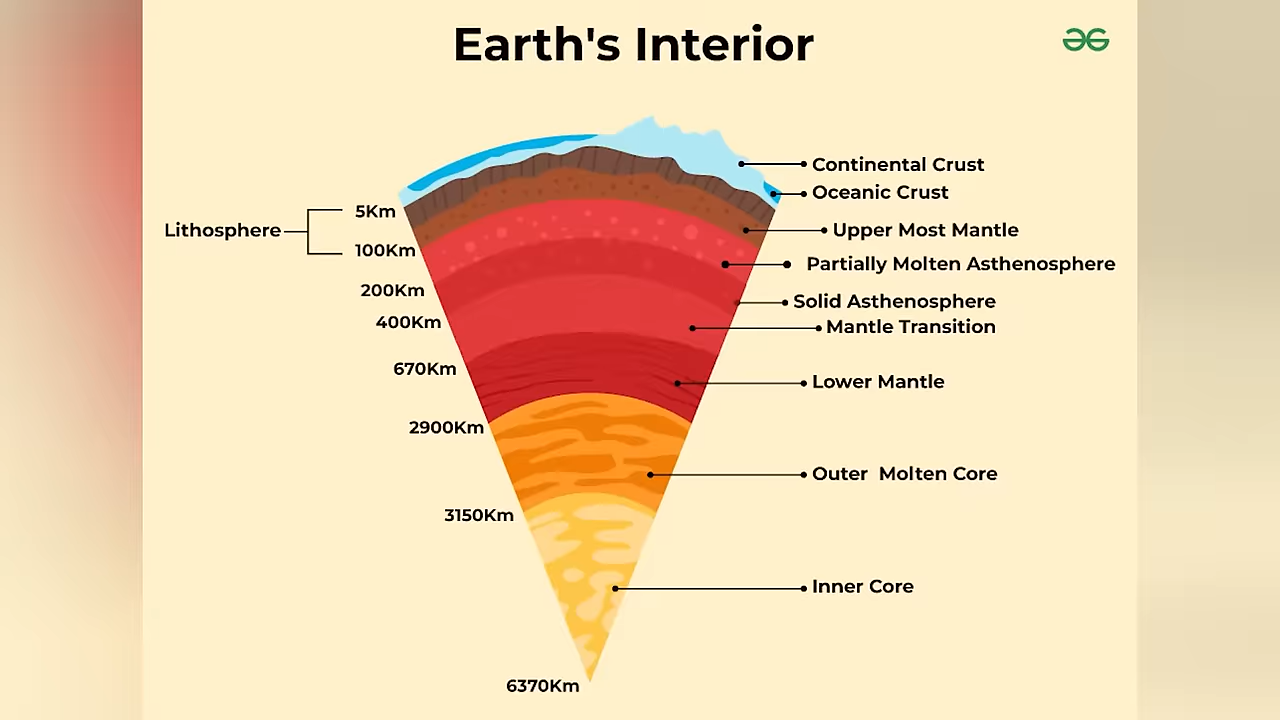 Earth's Interior
Continental Crust
Oceanic Crust
5Km
Lithosphere
Upper Most Mantle
100Km
Partially Molten Asthenosphere
200Km
Solid Asthenosphere
400Km
Mantle Transition
670Km
Lower Mantle
2900Km
Outer Molten Core
3150Km
Inner Core
6370Km